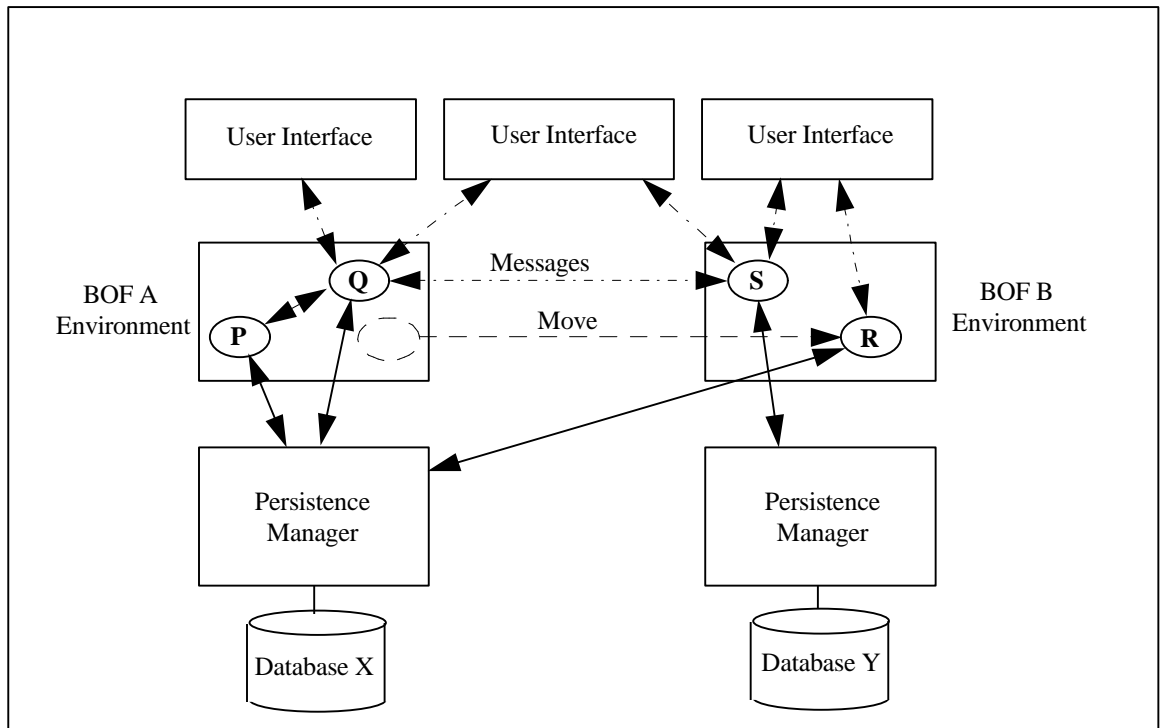 User Interface
User Interface
User Interface
BOF A
Environment
Q
Messages
S
BOF B
Environment
P
Move
R
Persistence
Manager
Persistence
Manager
Database X
Database Y